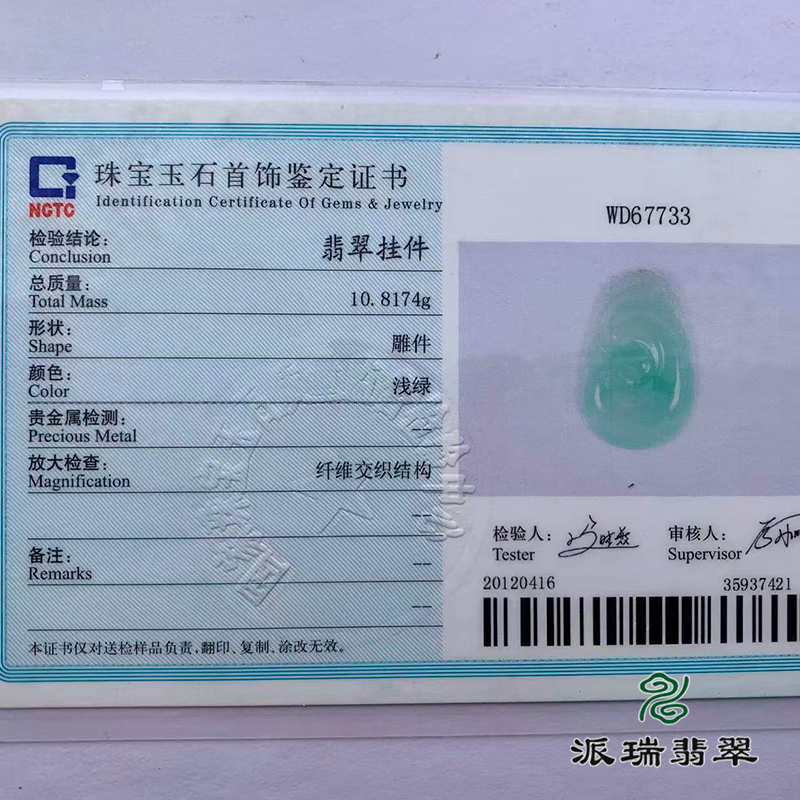 珠宝玉石首饰鉴定证书
Identification Certificate Of Gems & Jewelry
NGTC
检验结论：
Conclusion
翡翠挂件
总质量：
Total Mass
10.8174g
形状：
Shape
雕件
颜色：
Color
浅绿
贵金属检测：
Precious Metal
放大检查：
Magnification
纤维交织结构
--
备注：
Remarks
--
--
本证书仅对送检样品负责，翻印、复制、涂改无效。
WD67733
检验人：
Tester
审核人：
Supervisor
20120416
35937421
派瑞翡翠